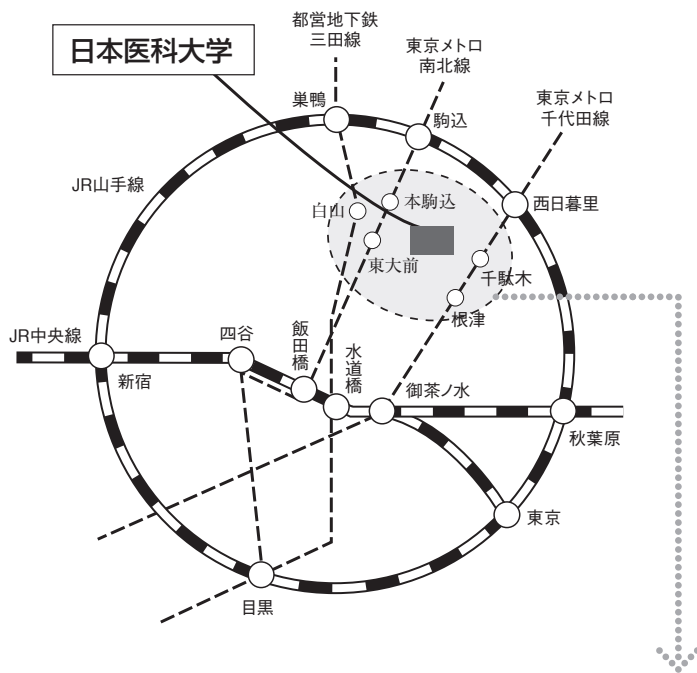 都営地下鉄
三田線
東京メトロ
南北線
日本医科大学
東京メトロ
千代田線
巣鴨
駒込
JR山手線
西日暮里
白山
本駒込
東大前
千駄木
根津
JR中央線
四谷
飯田橋
水道橋
新宿
御茶ノ水
秋葉原
東京
目黒